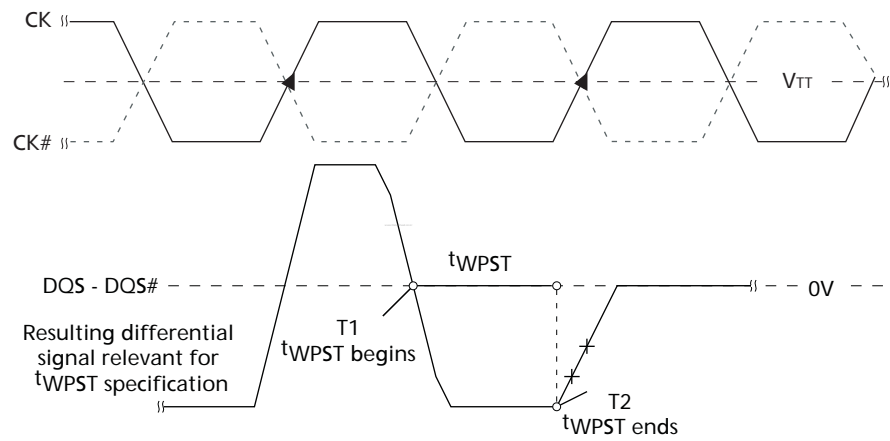 CK
VTT
CK#
tWPST
DQS - DQS#
0V
Resulting differential
signal relevant for
tWPST specification
T1
tWPST begins
T2
tWPST ends